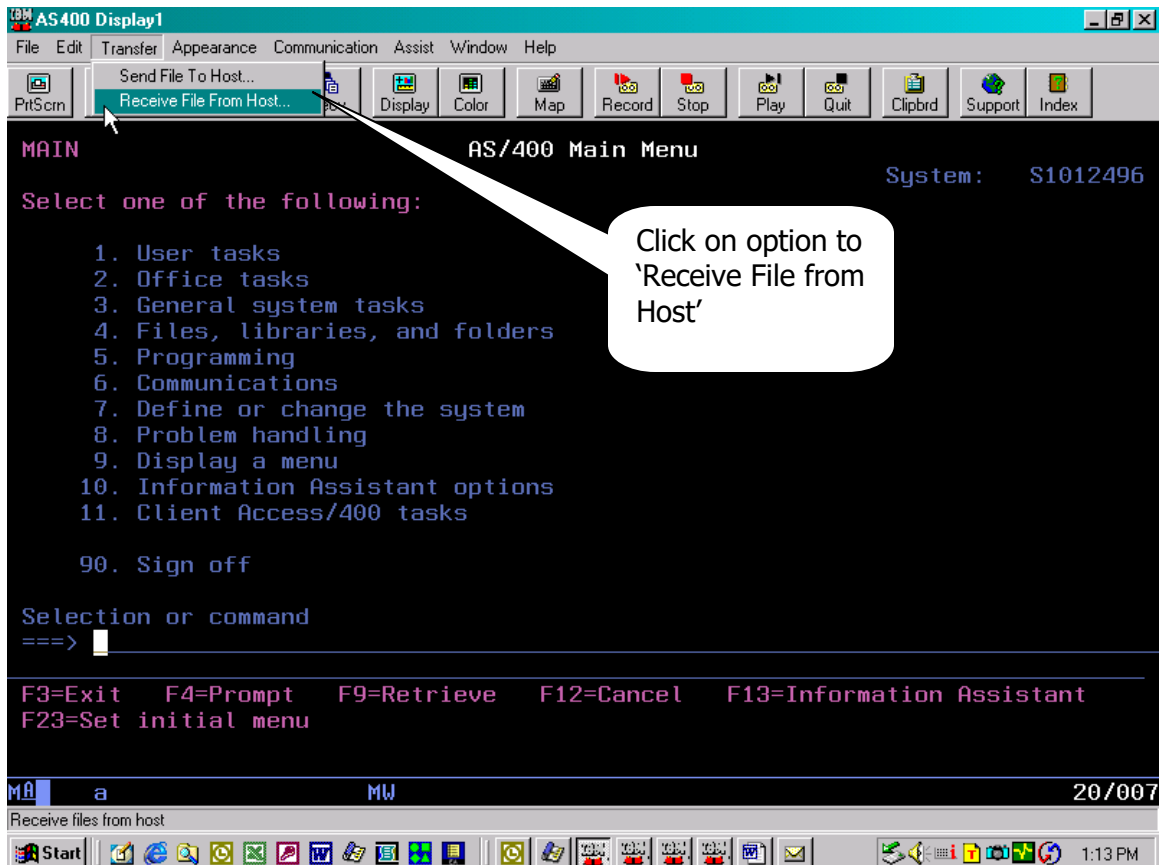 AS400 Display1
File Edit Transfer Appearance Communication Assist Window Help
Send File To Host...
Receive File From Host...
PrtScrn Display Color Map Record Stop Play Quit Clipbrd Support Index
MAIN AS/400 Main Menu
System: S1012496
Select one of the following:
1. User tasks
2. Office tasks
3. General system tasks
4. Files, libraries, and folders
5. Programming
6. Communications
7. Define or change the system
8. Problem handling
9. Display a menu
10. Information Assistant options
11. Client Access/400 tasks
90. Sign off
Click on option to
‘Receive File from
Host’
Selection or command
===>
F3=Exit F4=Prompt F9=Retrieve F12=Cancel F13=Information Assistant
F23=Set initial menu
MA a MW 20/007
Receive files from host
Start 1:13 PM